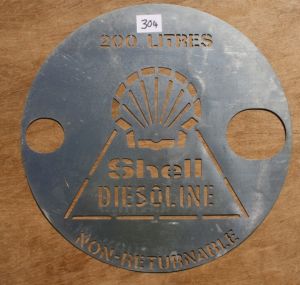 304
200 LITRES
Shell
DIESOLINE
NON-RETURNABLE